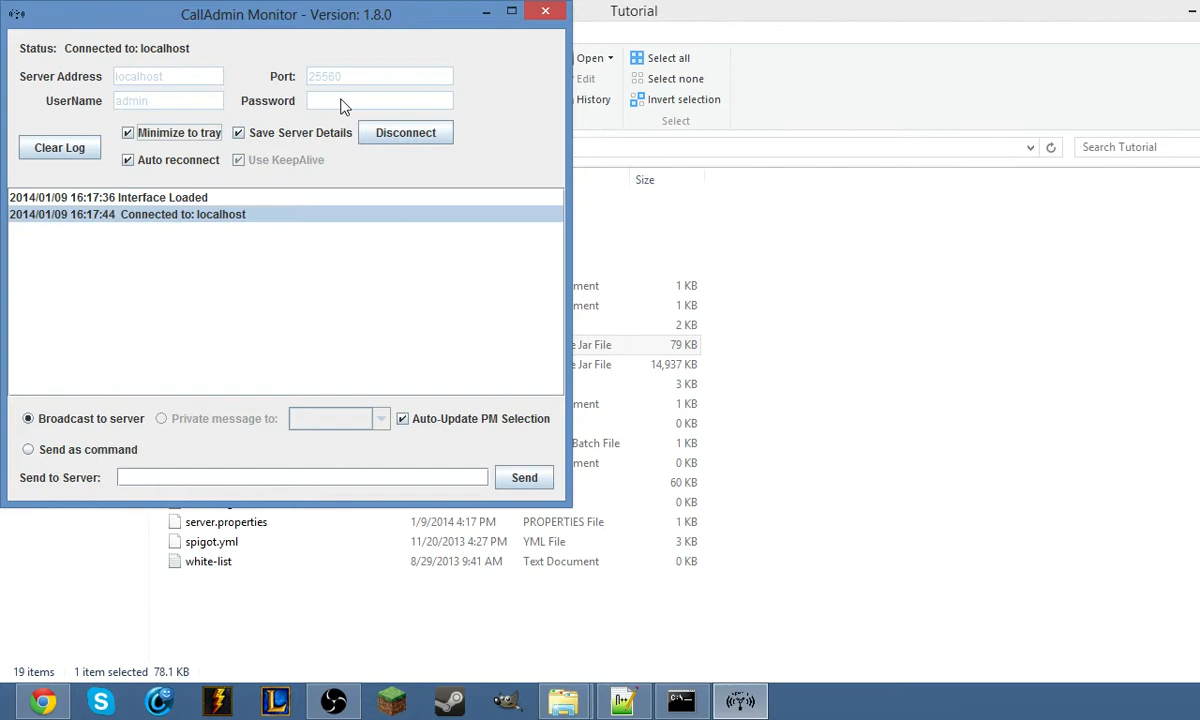 CallAdmin Monitor - Version: 1.8.0
Tutorial
Status: Connected to: localhost
Open
Select all
Server Address localhost Port: 25560
Edit
Select none
UserName admin Password
History
Invert selection
Select
Minimize to tray Save Server Details Disconnect
Clear Log
Auto reconnect Use KeepAlive
Search Tutorial
Size
2014/01/09 16:17:36 Interface Loaded
2014/01/09 16:17:44 Connected to: localhost
ment 1 KB
ment 1 KB
2 KB
e Jar File 79 KB
e Jar File 14,937 KB
3 KB
ment 1 KB
0 KB
Batch File 1 KB
ment 0 KB
60 KB
0 KB
Broadcast to server Private message to: Auto-Update PM Selection
Send as command
Send to Server: Send
server.properties 1/9/2014 4:17 PM PROPERTIES File 1 KB
spigot.yml 11/20/2013 4:27 PM YML File 3 KB
white-list 8/29/2013 9:41 AM Text Document 0 KB
19 items 1 item selected 78.1 KB